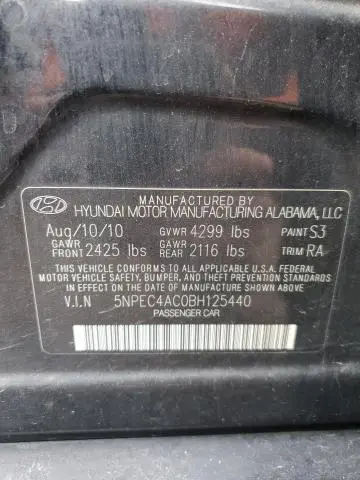 MANUFACTURED BY
HYUNDAI MOTOR MANUFACTURING ALABAMA, LLC
Aug/10/10 GVWR 4299 lbs PAINT S3
GAWR FRONT 2425 lbs GAWR REAR 2116 lbs TRIM RA
THIS VEHICLE CONFORMS TO ALL APPLICABLE U.S. FEDERAL
MOTOR VEHICLE SAFETY, BUMPER, AND THEFT PREVENTION STANDARDS
IN EFFECT ON THE DATE OF MANUFACTURE SHOWN ABOVE.
V.I.N 5NPEC4AC0BH125440
PASSENGER CAR